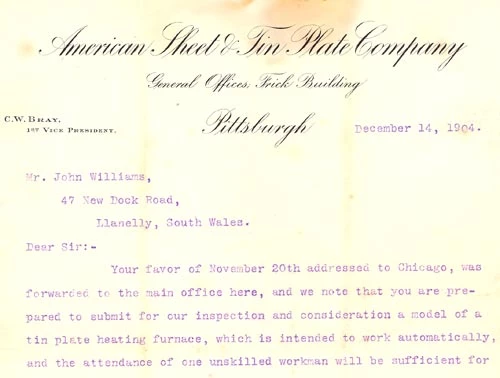 American Sheet & Tin Plate Company
General Offices: Frick Building
C.W. BRAY,
1ST VICE PRESIDENT.
Pittsburgh
December 14, 1904.
Mr. John Williams,
47 New Dock Road,
Llanelly, South Wales.
Dear Sir:-
Your favor of November 20th addressed to Chicago, was
forwarded to the main office here, and we note that you are pre-
pared to submit for our inspection and consideration a model of a
tin plate heating furnace, which is intended to work automatically,
and the attendance of one unskilled workman will be sufficient for